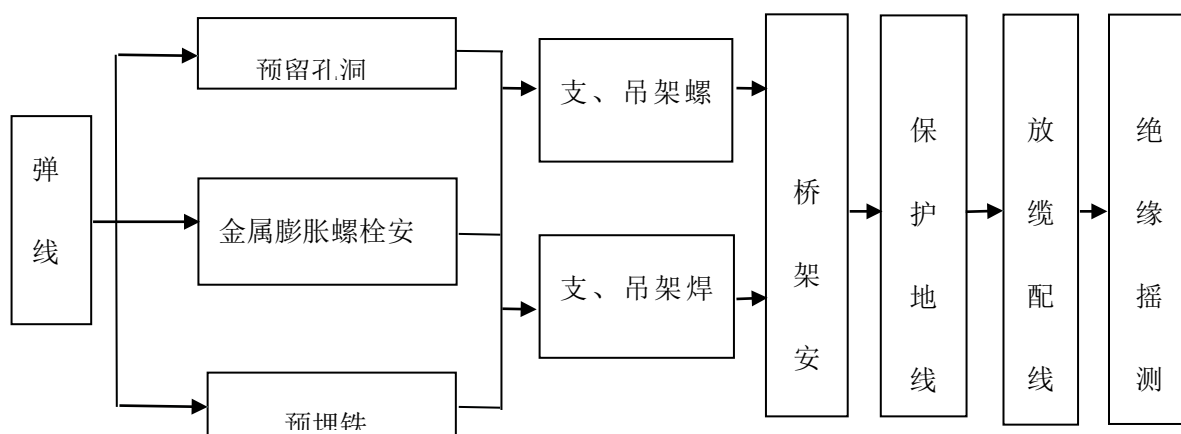 弹线
预留孔洞
金属膨胀螺栓安
预埋铁
支、吊架螺
支、吊架焊
桥架安
保护地线
放缆配线
绝缘摇测